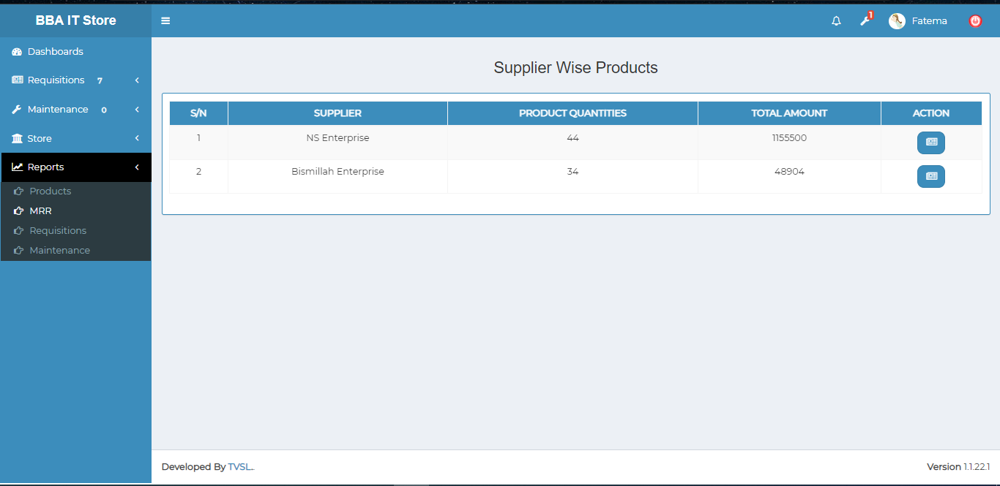 BBA IT Store
1
Fatema
Dashboards
Requisitions 7
Maintenance 0
Store
Reports
Products
MRR
Requisitions
Maintenance
Supplier Wise Products
S/N SUPPLIER PRODUCT QUANTITIES TOTAL AMOUNT ACTION
1 NS Enterprise 44 1155500
2 Bismillah Enterprise 34 48904
Developed By TVSL..
Version 1.1.22.1